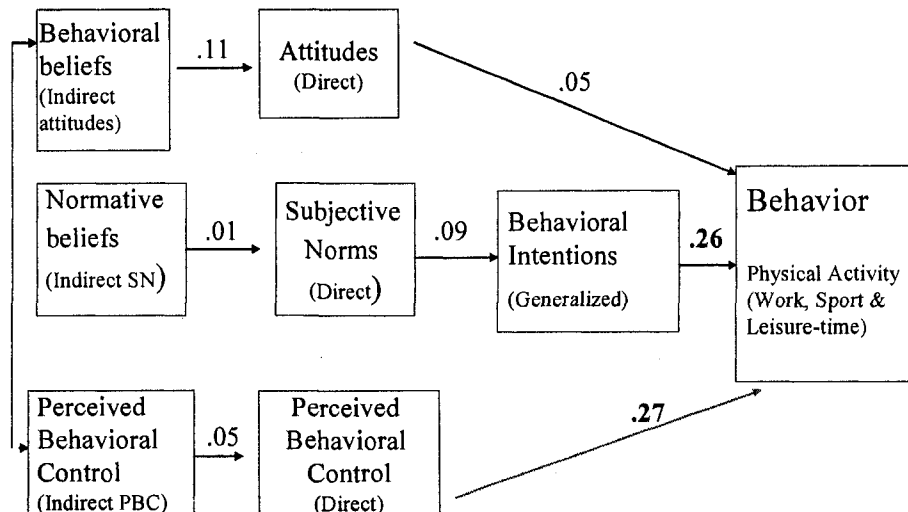 Behavioral
beliefs
(Indirect
attitudes)
.11
Attitudes
(Direct)
.05
Normative
beliefs
(Indirect SN)
.01
Subjective
Norms
(Direct)
.09
Behavioral
Intentions
(Generalized)
.26
Behavior
Physical Activity
(Work, Sport &
Leisure-time)
Perceived
Behavioral
Control
(Indirect PBC)
.05
Perceived
Behavioral
Control
(Direct)
.27